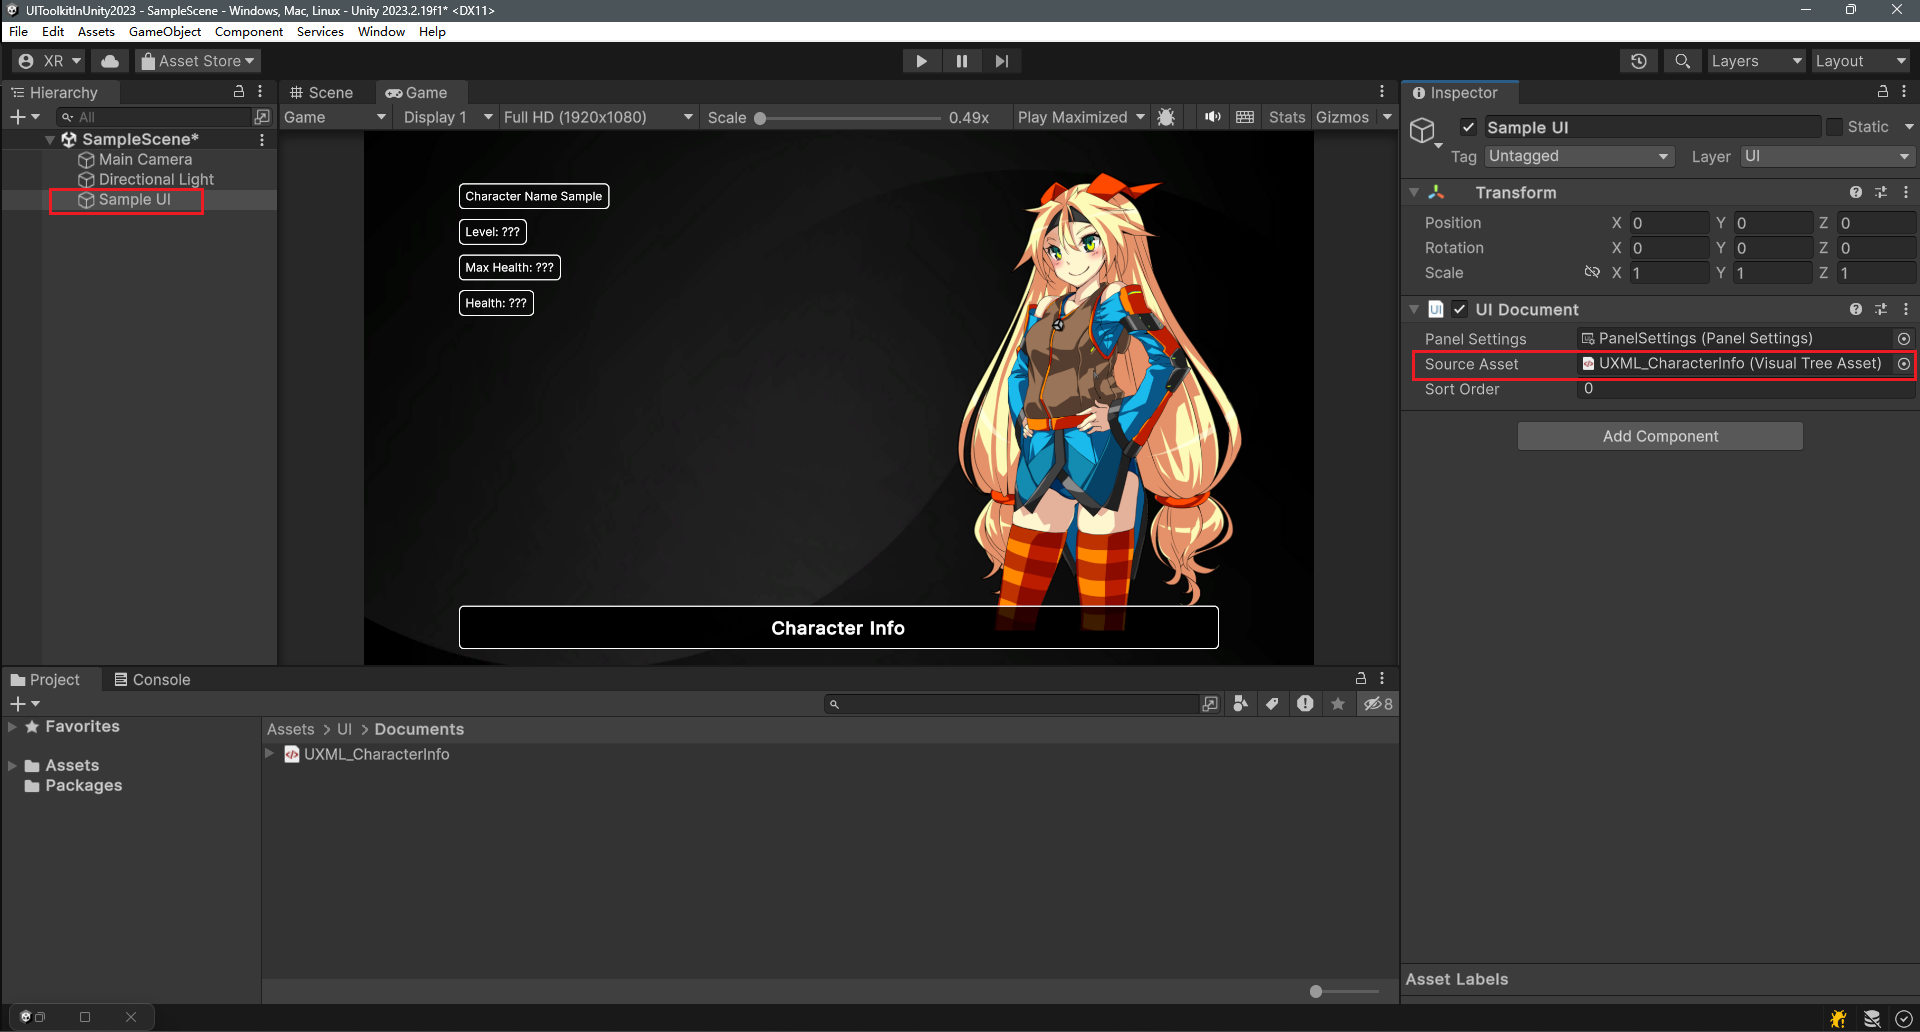 UIToolkitInUnity2023 - SampleScene - Windows, Mac, Linux - Unity 2023.2.19f1* <DX11>
File Edit Assets GameObject Component Services Window Help
XR Asset Store Layers Layout
Hierarchy
All
SampleScene*
Main Camera
Directional Light
Sample UI
Scene Game
Game Display 1 Full HD (1920x1080) Scale 0.49x Play Maximized Stats Gizmos
Character Name Sample
Level: ???
Max Health: ???
Health: ???
Character Info
Inspector
Sample UI Static
Tag Untagged Layer UI
Transform
Position X 0 Y 0 Z 0
Rotation X 0 Y 0 Z 0
Scale X 1 Y 1 Z 1
UI UI Document
Panel Settings PanelSettings (Panel Settings)
Source Asset UXML_CharacterInfo (Visual Tree Asset)
Sort Order 0
Add Component
Asset Labels
Project Console
8
Favorites
Assets
Packages
Assets > UI > Documents
UXML_CharacterInfo